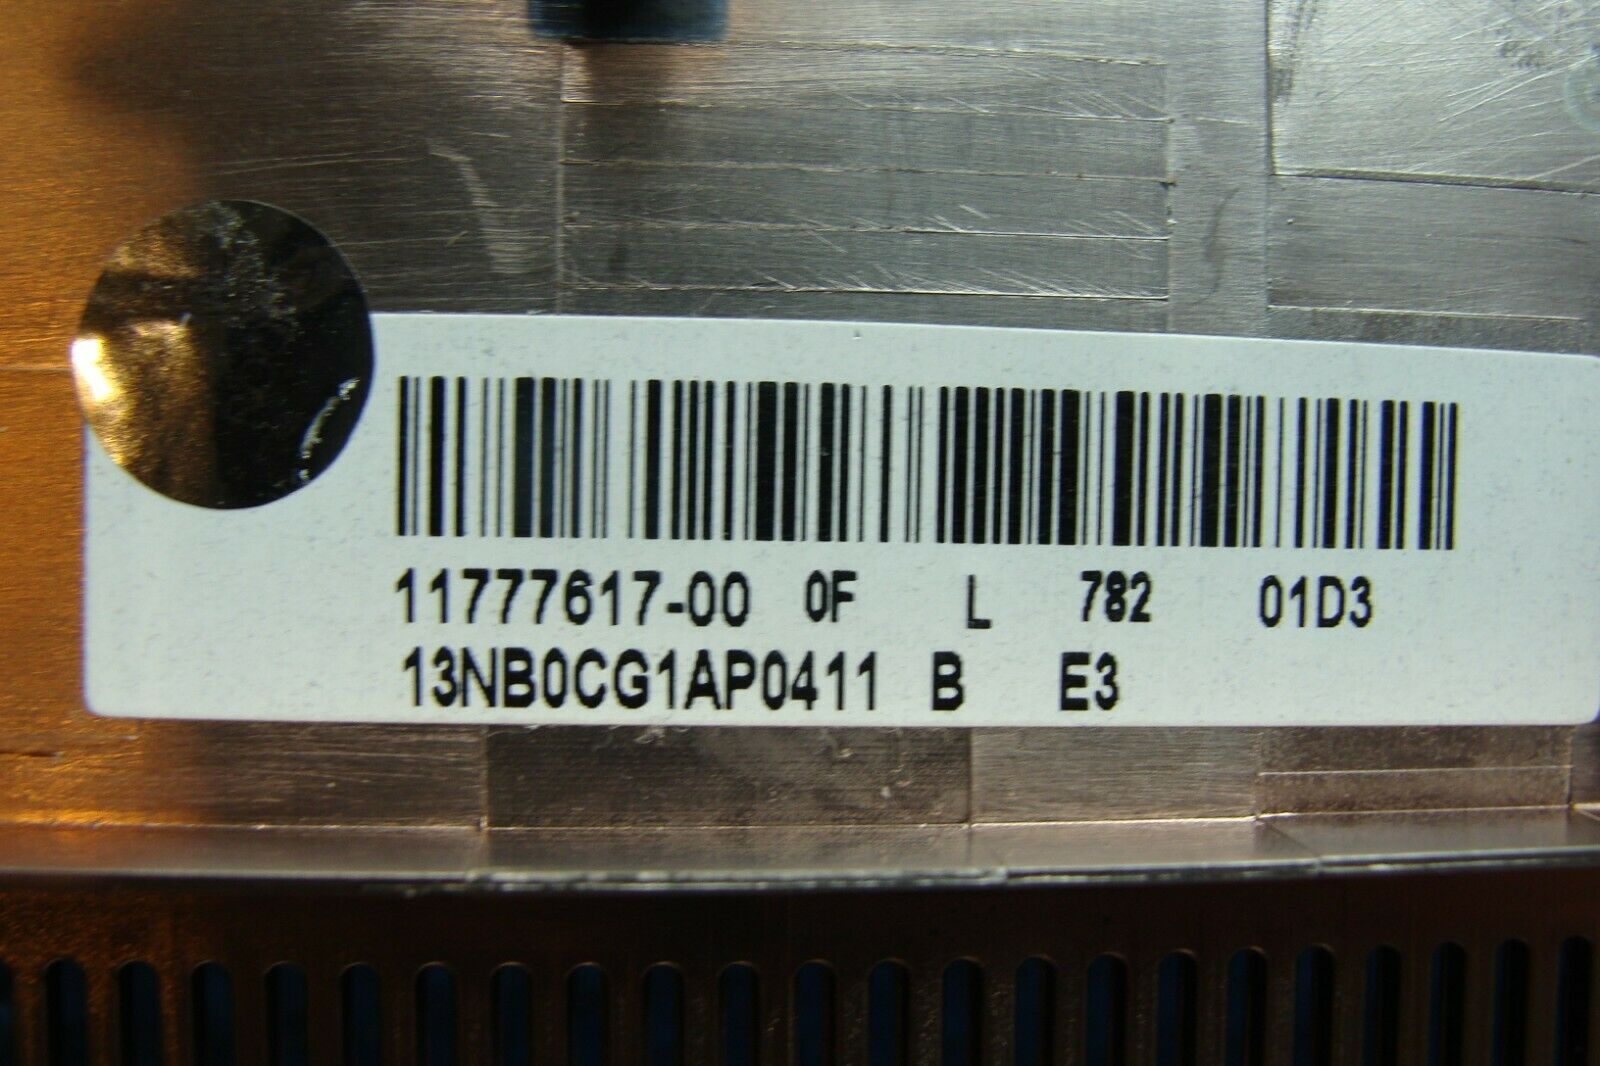 11777617-00 0F L 782 01D3
13NB0CG1AP0411 B E3